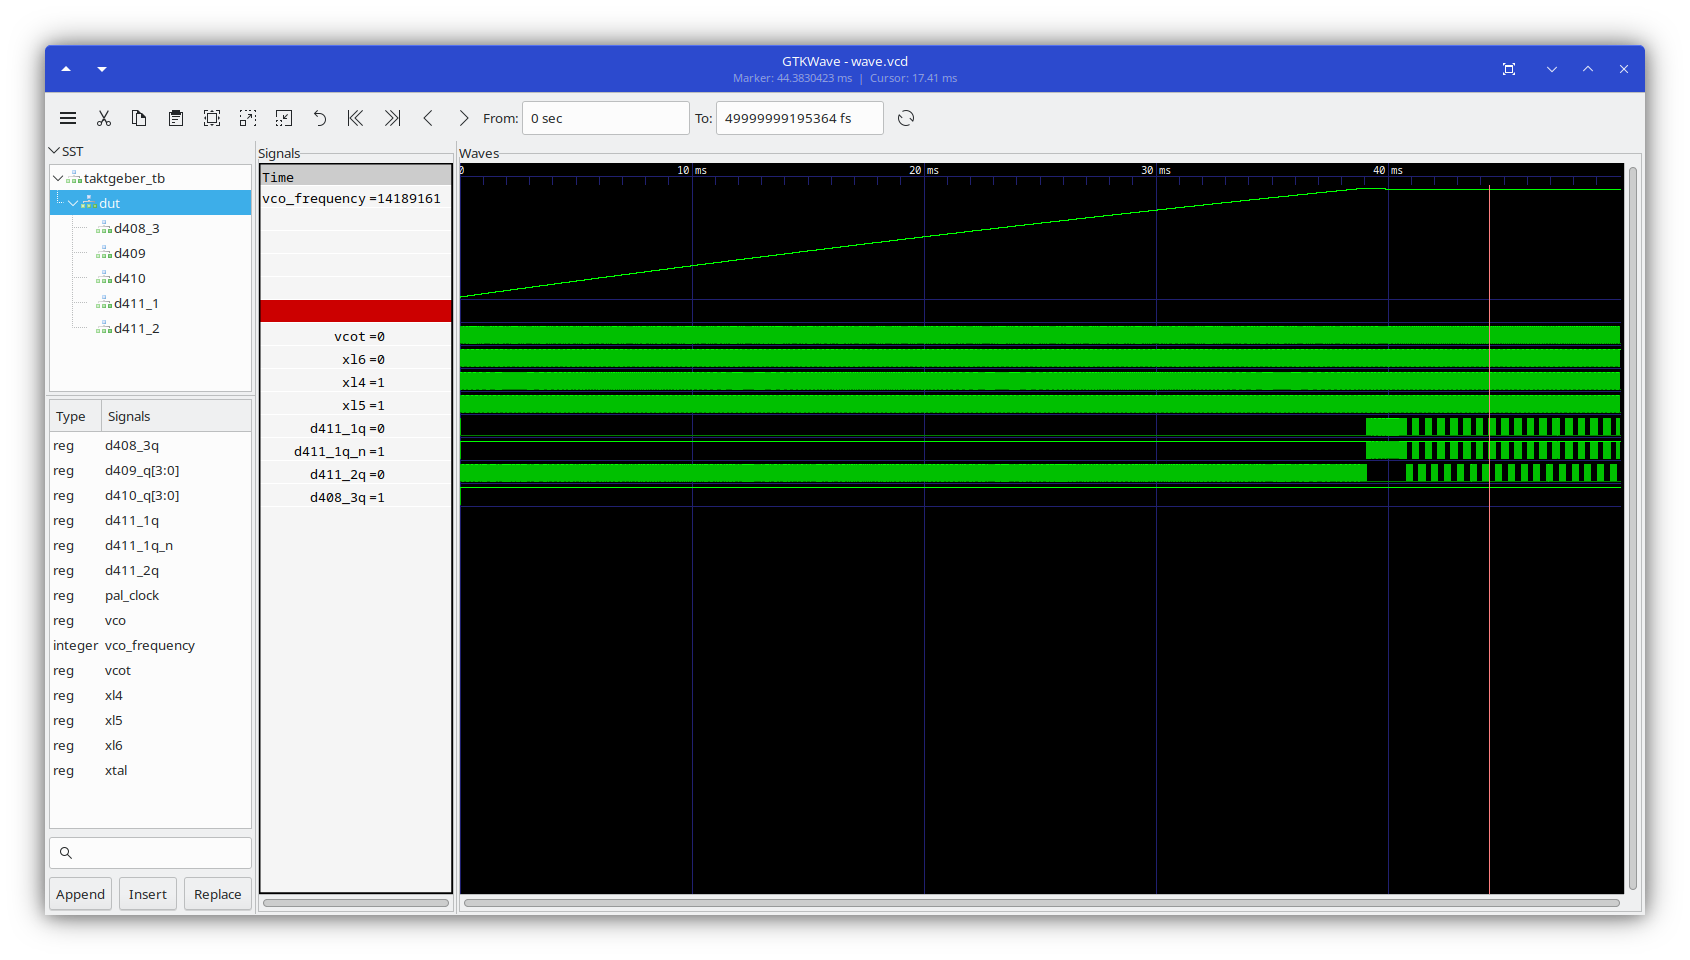 GTKWave - wave.vcd
Marker: 44.3830423 ms | Cursor: 17.41 ms
From: 0 sec To: 49999999195364 fs
SST
taktgeber_tb
dut
d408_3
d409
d410
d411_1
d411_2
Type Signals
reg d408_3q
reg d409_q[3:0]
reg d410_q[3:0]
reg d411_1q
reg d411_1q_n
reg d411_2q
reg pal_clock
reg vco
integer vco_frequency
reg vcot
reg xl4
reg xl5
reg xl6
reg xtal
Append Insert Replace
Signals
Time
vco_frequency =14189161
vcot =0
xl6 =0
xl4 =1
xl5 =1
d411_1q =0
d411_1q_n =1
d411_2q =0
d408_3q =1
Waves
0 10 ms 20 ms 30 ms 40 ms